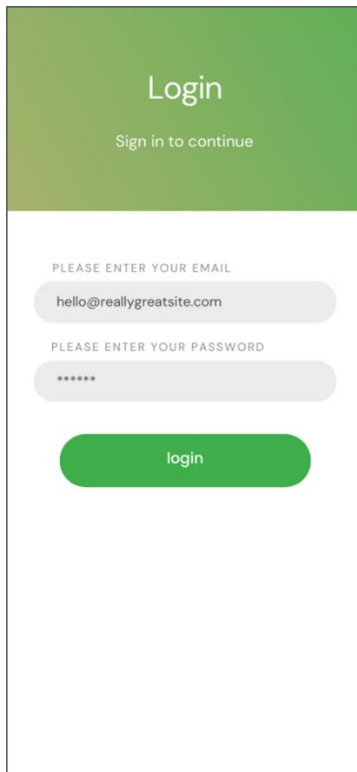 Login
Sign in to continue
PLEASE ENTER YOUR EMAIL
hello@reallygreatsite.com
PLEASE ENTER YOUR PASSWORD
******
login